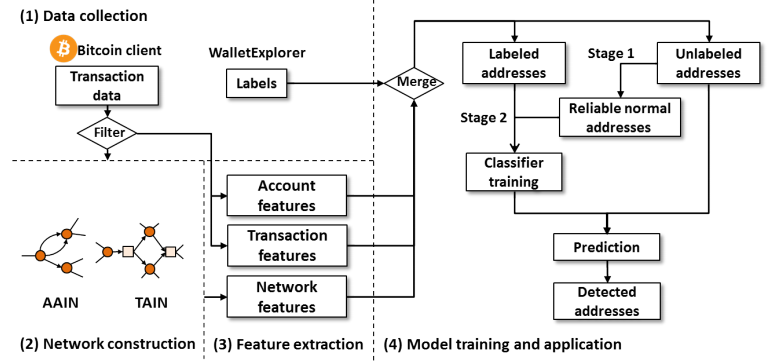 (1) Data collection
Bitcoin client
Transaction
data
Filter
WalletExplorer
Labels
Merge
Labeled
addresses
Stage 1
Unlabeled
addresses
Reliable normal
addresses
Stage 2
Classifier
training
Account
features
Transaction
features
Network
features
Prediction
Detected
addresses
AAIN
TAIN
(2) Network construction
(3) Feature extraction
(4) Model training and application